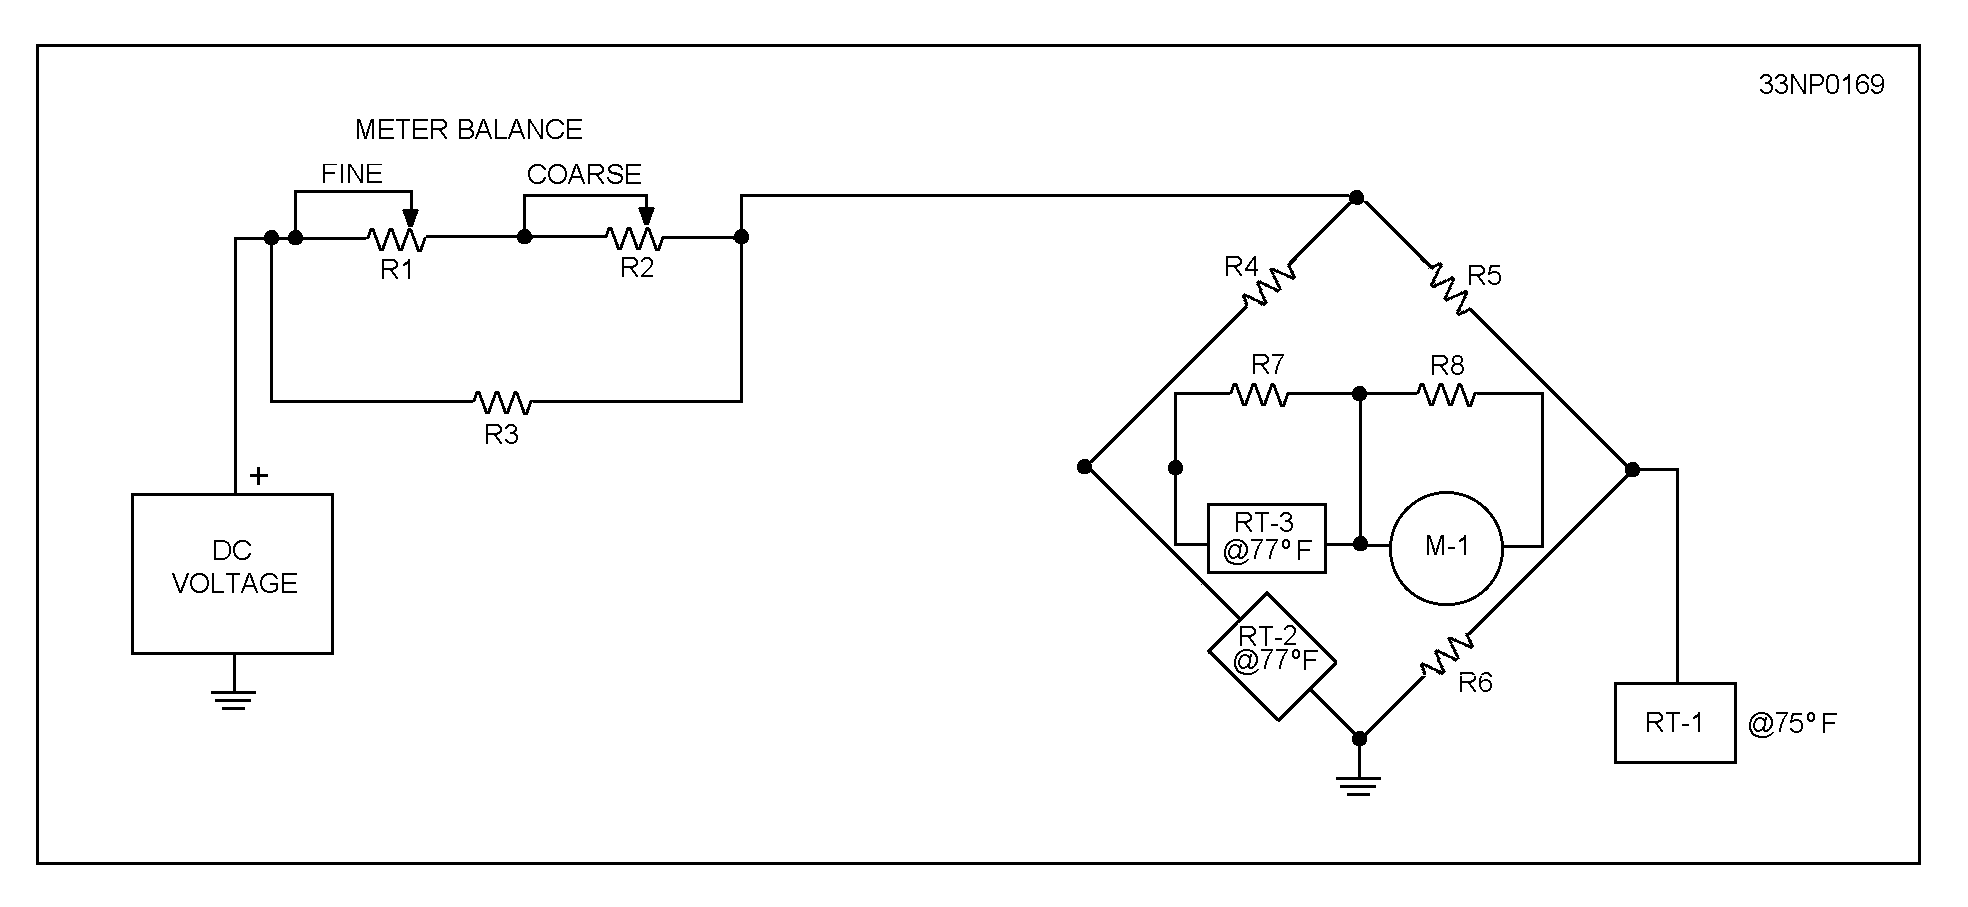 33NP0169
METER BALANCE
FINE
COARSE
R1
R2
R3
+
DC
VOLTAGE
R4
R5
R7
R8
RT-3
@77°F
M-1
RT-2
@77°F
R6
RT-1
@75°F